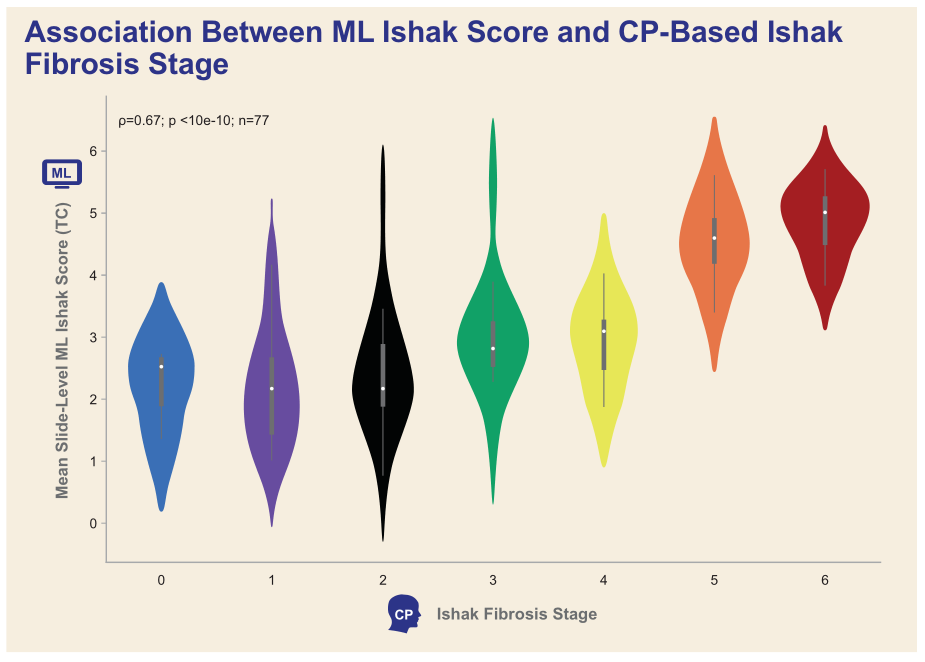 Association Between ML Ishak Score and CP-Based Ishak
Fibrosis Stage
ρ=0.67; p <10e-10; n=77
ML
Mean Slide-Level ML Ishak Score (TC)
6
5
4
3
2
1
0
0 1 2 3 4 5 6
CP Ishak Fibrosis Stage